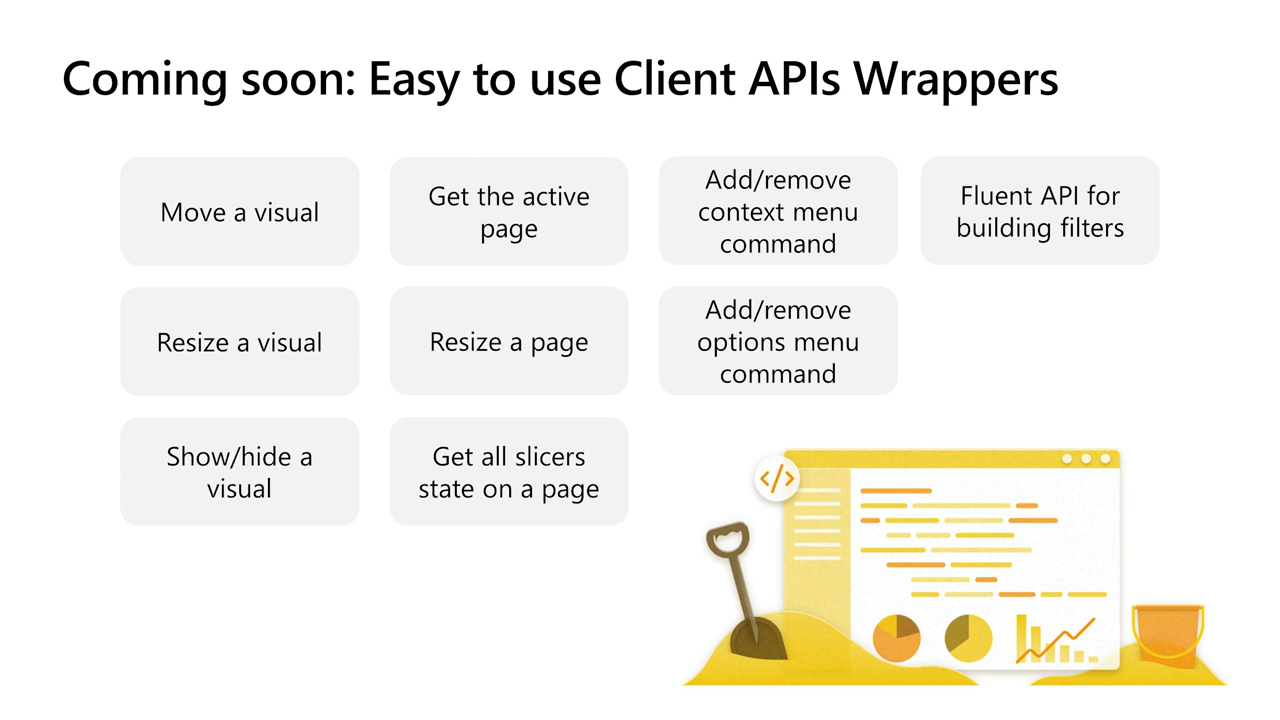 Coming soon: Easy to use Client APIs Wrappers
Move a visual
Get the active
page
Add/remove
context menu
command
Fluent API for
building filters
Resize a visual
Resize a page
Add/remove
options menu
command
Show/hide a
visual
Get all slicers
state on a page
</>